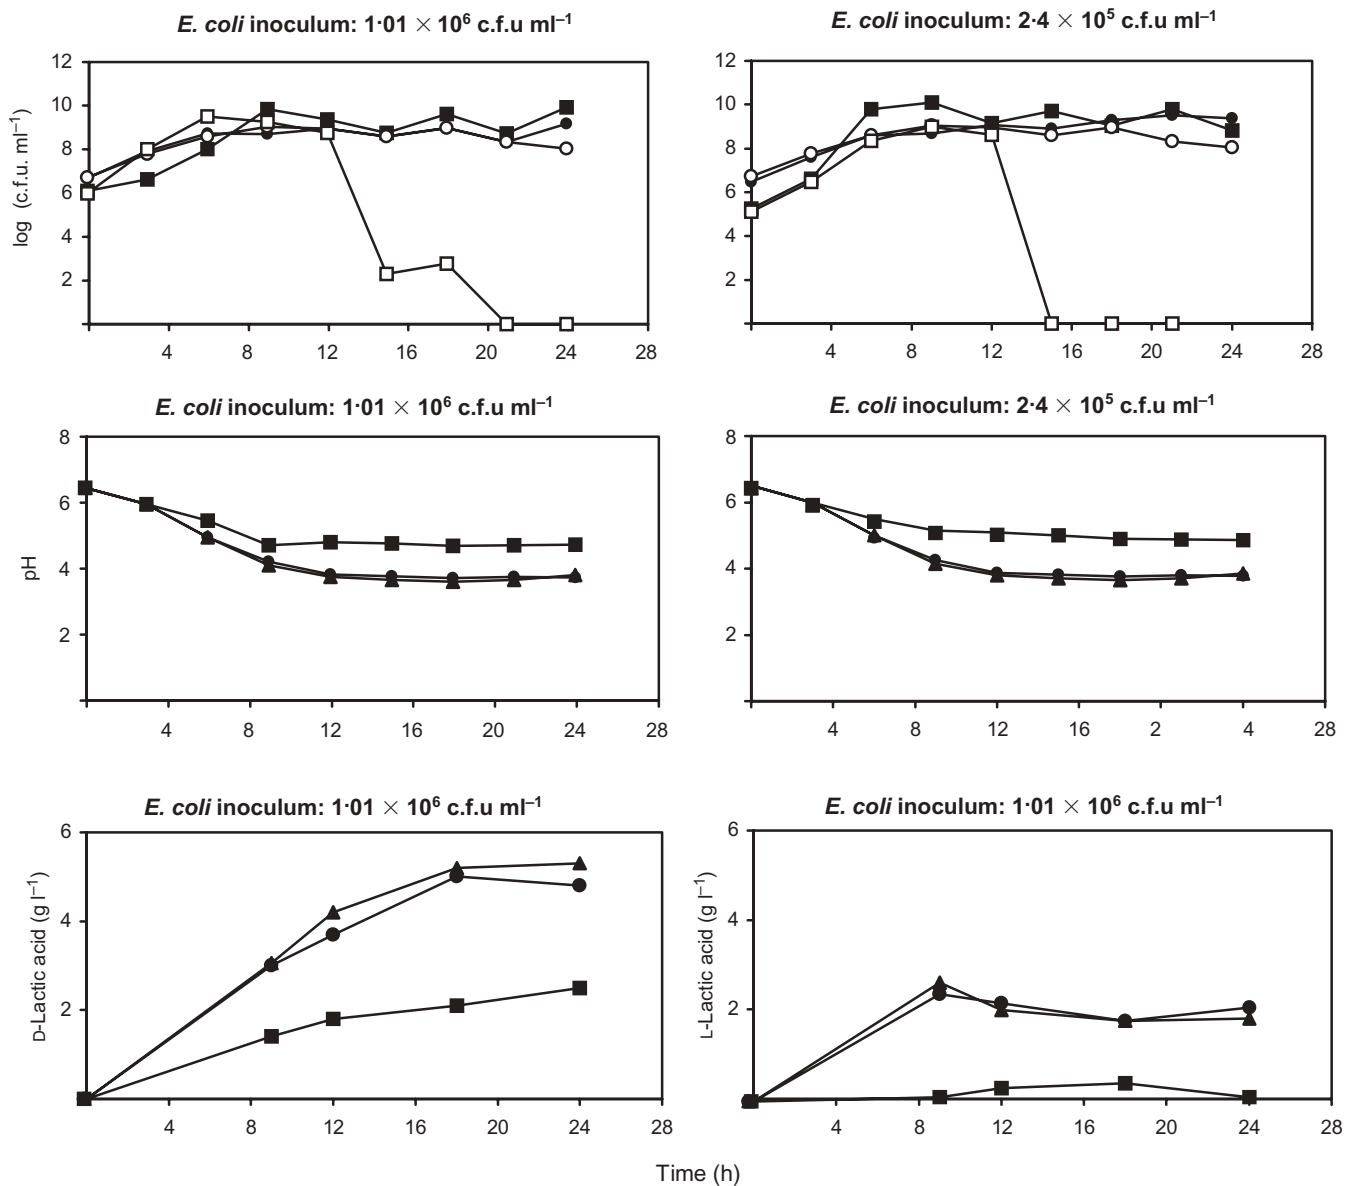 E. coli inoculum: 1·01 × 10⁶ c.f.u ml⁻¹
E. coli inoculum: 2·4 × 10⁵ c.f.u ml⁻¹
log (c.f.u. ml⁻¹)
12
10
8
6
4
2
4 8 12 16 20 24 28
12
10
8
6
4
2
4 8 12 16 20 24 28
E. coli inoculum: 1·01 × 10⁶ c.f.u ml⁻¹
E. coli inoculum: 2·4 × 10⁵ c.f.u ml⁻¹
pH
8
6
4
2
4 8 12 16 20 24 28
8
6
4
2
4 8 12 16 2 4 28
E. coli inoculum: 1·01 × 10⁶ c.f.u ml⁻¹
E. coli inoculum: 1·01 × 10⁶ c.f.u ml⁻¹
D-Lactic acid (g l⁻¹)
6
4
2
4 8 12 16 20 24 28
L-Lactic acid (g l⁻¹)
6
4
2
4 8 12 16 20 24 28
Time (h)